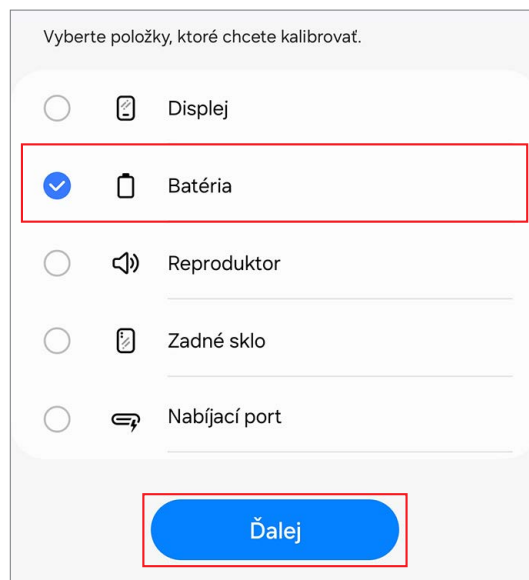 Vyberte položky, ktoré chcete kalibrovať.
Displej
Batéria
Reproduktor
Zadné sklo
Nabíjací port
Ďalej